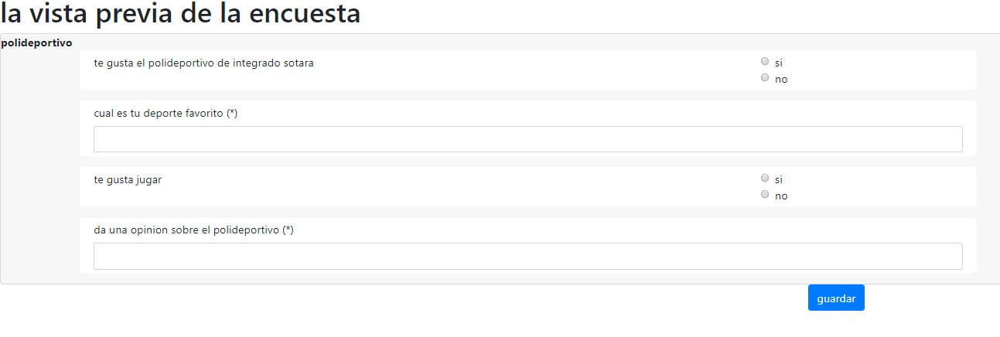 la vista previa de la encuesta
polideportivo
te gusta el polideportivo de integrado sotara
si
no
cual es tu deporte favorito (*)
te gusta jugar
si
no
da una opinion sobre el polideportivo (*)
guardar